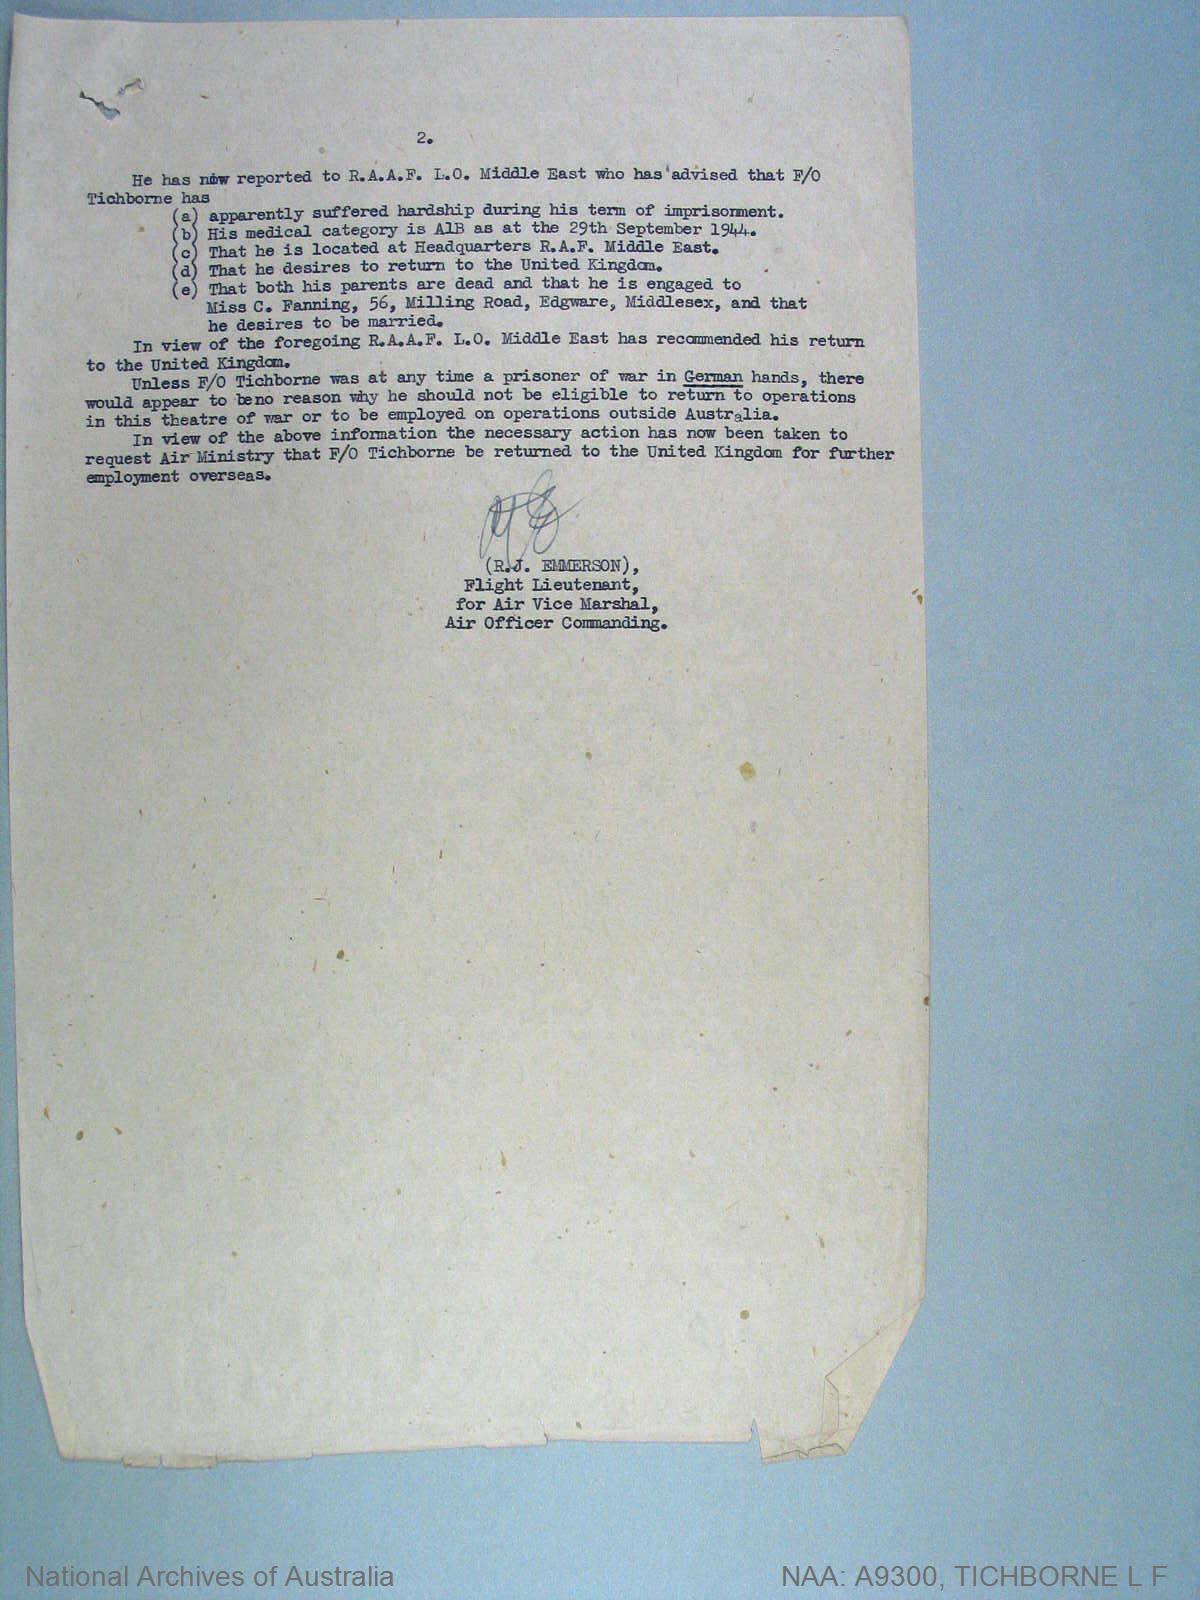 2.
He has now reported to R.A.A.F. L.O. Middle East who has advised that F/O
Tichborne has
(a) apparently suffered hardship during his term of imprisonment.
(b) His medical category is A1B as at the 29th September 1944.
(c) That he is located at Headquarters R.A.F. Middle East.
(d) That he desires to return to the United Kingdom.
(e) That both his parents are dead and that he is engaged to
Miss C. Fanning, 56, Milling Road, Edgware, Middlesex, and that
he desires to be married.
In view of the foregoing R.A.A.F. L.O. Middle East has recommended his return
to the United Kingdom.
Unless F/O Tichborne was at any time a prisoner of war in German hands, there
would appear to be no reason why he should not be eligible to return to operations
in this theatre of war or to be employed on operations outside Australia.
In view of the above information the necessary action has now been taken to
request Air Ministry that F/O Tichborne be returned to the United Kingdom for further
employment overseas.
(R.J. EMMERSON),
Flight Lieutenant,
for Air Vice Marshal,
Air Officer Commanding.
National Archives of Australia
NAA: A9300, TICHBORNE L F